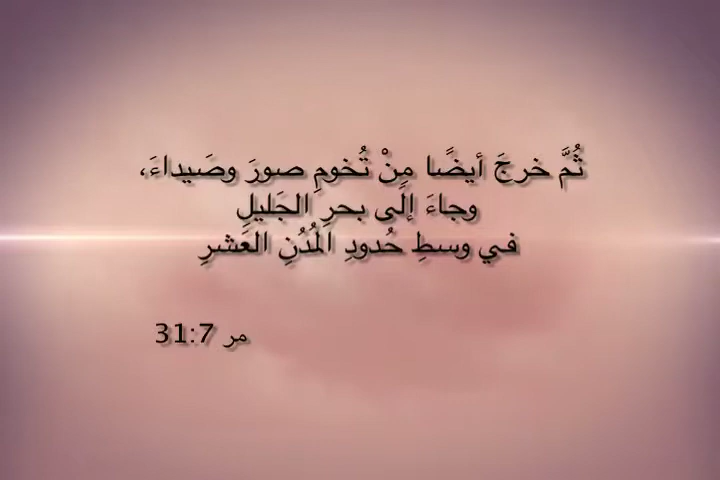 ثُمَّ خرجَ أيضًا مِنْ تُخومِ صورَ وصَيداءَ،
وجاءَ إلَى بحرِ الجَليلِ
في وسطِ حُدودِ المُدُنِ العَشرِ
مر 31:7